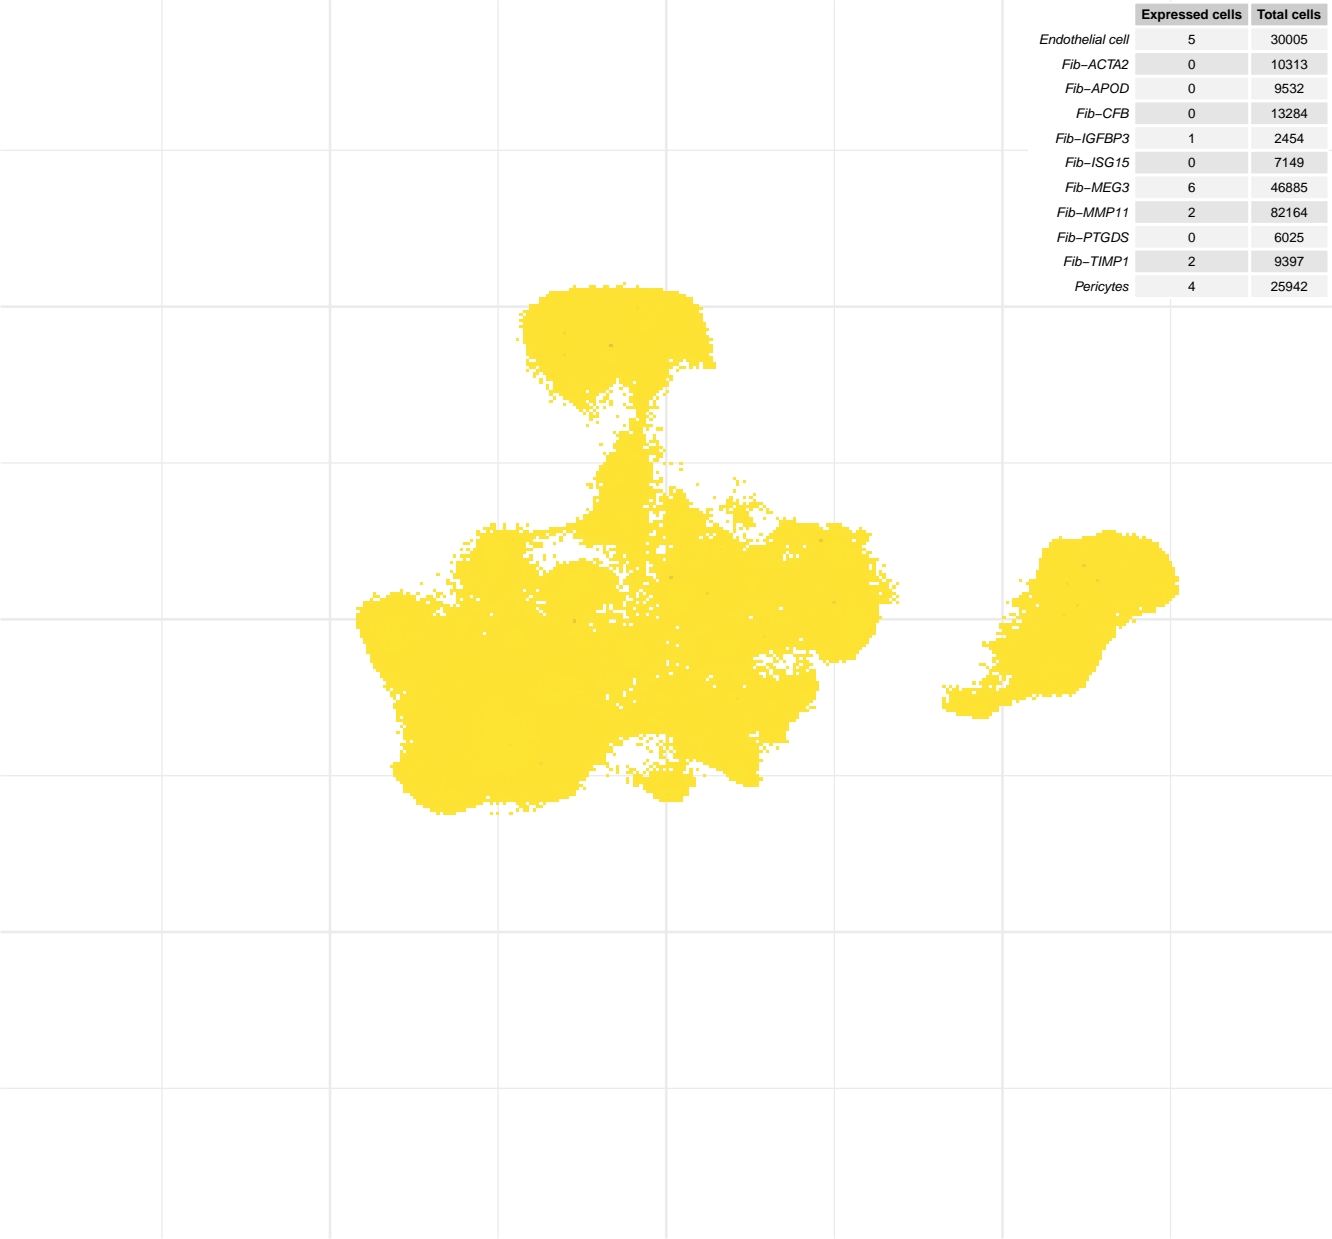 Expressed cells Total cells
Endothelial cell 5 30005
Fib−ACTA2 0 10313
Fib−APOD 0 9532
Fib−CFB 0 13284
Fib−IGFBP3 1 2454
Fib−ISG15 0 7149
Fib−MEG3 6 46885
Fib−MMP11 2 82164
Fib−PTGDS 0 6025
Fib−TIMP1 2 9397
Pericytes 4 25942